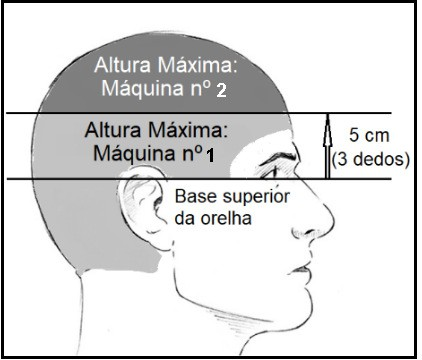 Altura Máxima:
Máquina nº 2
Altura Máxima:
Máquina nº 1
5 cm
(3 dedos)
Base superior
da orelha